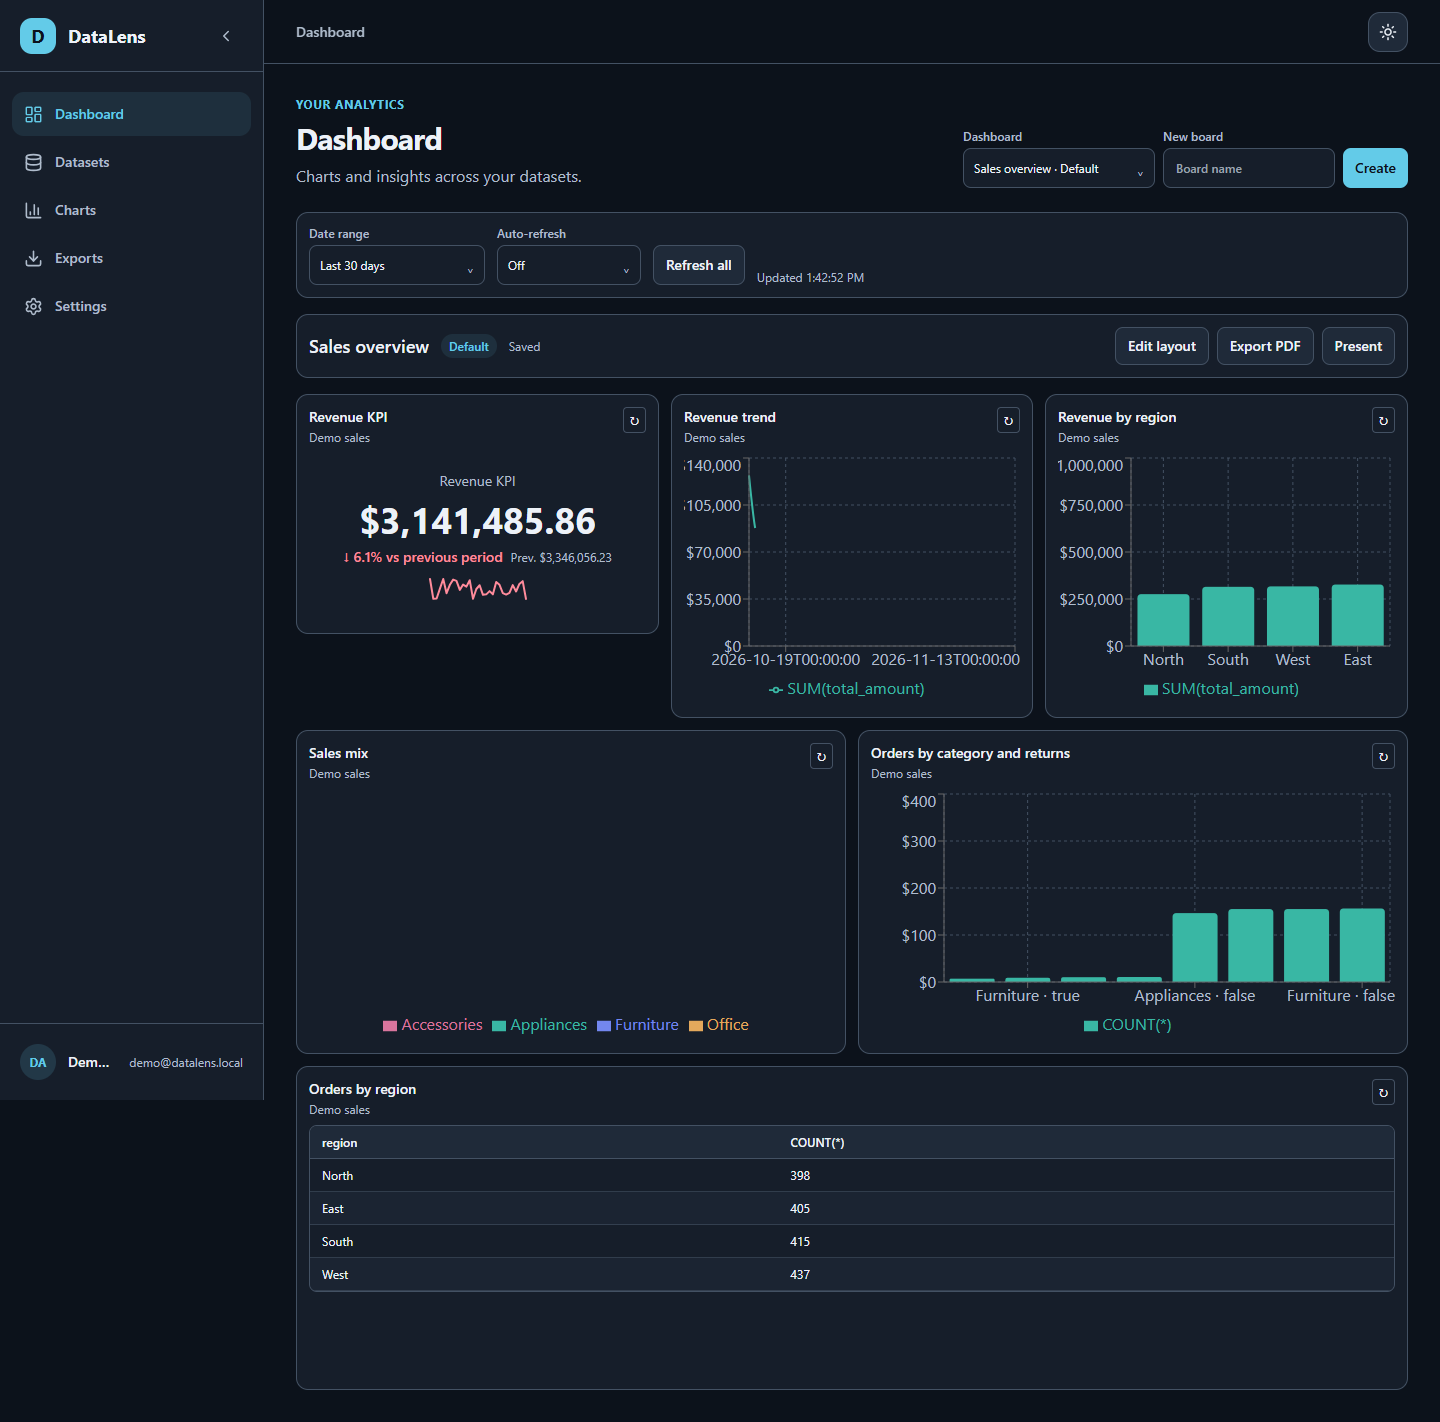 D DataLens
Dashboard
Datasets
Charts
Exports
Settings
DA Dem... demo@datalens.local
Dashboard
YOUR ANALYTICS
Dashboard
Charts and insights across your datasets.
Dashboard
Sales overview · Default
New board
Board name
Create
Date range
Last 30 days
Auto-refresh
Off
Refresh all
Updated 1:42:52 PM
Sales overview Default Saved
Edit layout Export PDF Present
Revenue KPI
Demo sales
Revenue KPI
$3,141,485.86
↓ 6.1% vs previous period Prev. $3,346,056.23
Revenue trend
Demo sales
140,000
105,000
$70,000
$35,000
$0
2026-10-19T00:00:00 2026-11-13T00:00:00
SUM(total_amount)
Revenue by region
Demo sales
1,000,000
$750,000
$500,000
$250,000
$0
North South West East
SUM(total_amount)
Sales mix
Demo sales
Accessories Appliances Furniture Office
Orders by category and returns
Demo sales
$400
$300
$200
$100
$0
Furniture · true Appliances · false Furniture · false
COUNT(*)
Orders by region
Demo sales
region COUNT(*)
North 398
East 405
South 415
West 437